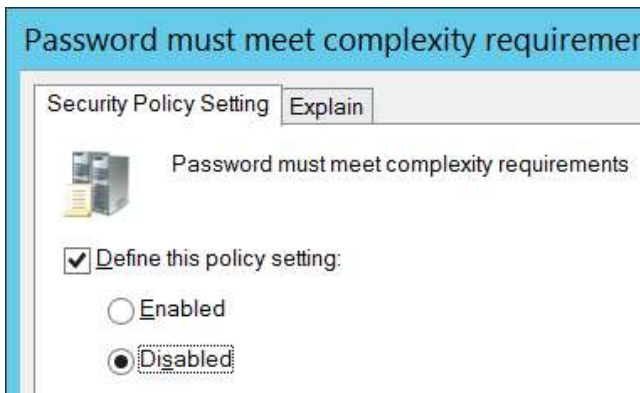 Password must meet complexity
Security Policy Setting Explain
Password must meet complexity requirements
Define this policy setting:
Enabled
Disabled